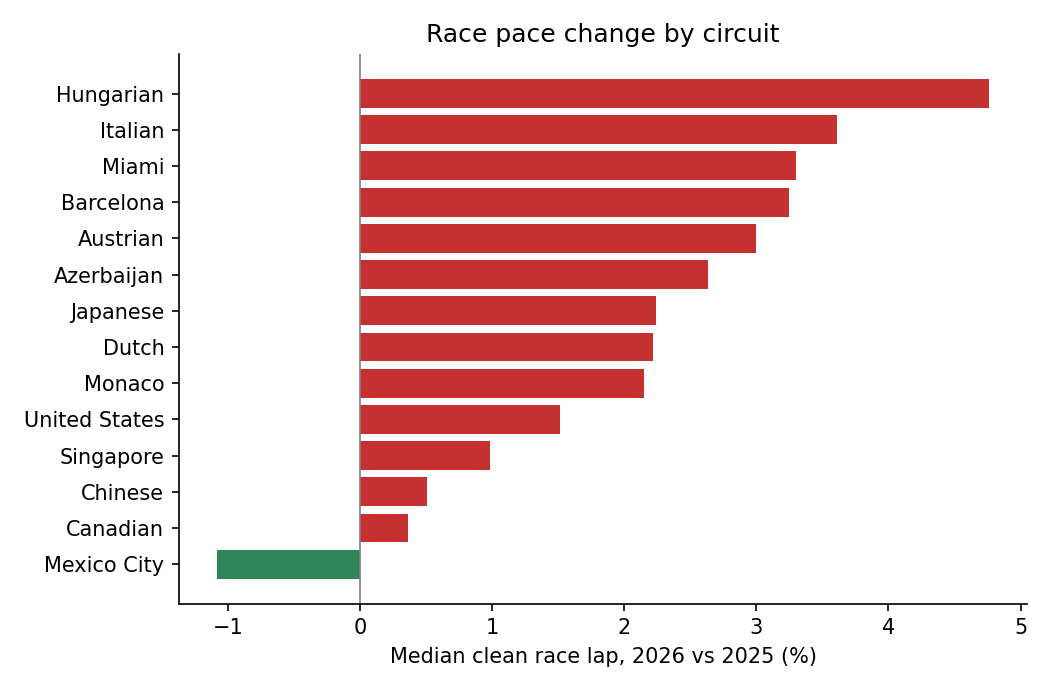 Race pace change by circuit
Hungarian
Italian
Miami
Barcelona
Austrian
Azerbaijan
Japanese
Dutch
Monaco
United States
Singapore
Chinese
Canadian
Mexico City
−1 0 1 2 3 4 5
Median clean race lap, 2026 vs 2025 (%)